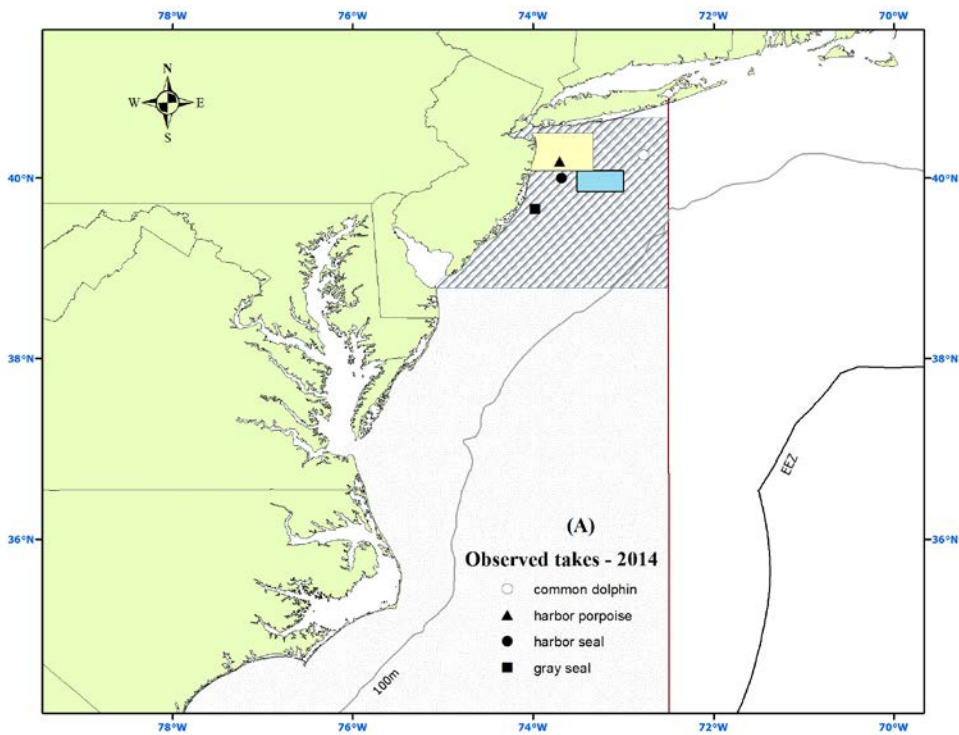 78°W 76°W 74°W 72°W 70°W
N
W E
S
40°N 40°N
38°N 38°N
EEZ
(A)
36°N 36°N
Observed takes - 2014
common dolphin
harbor porpoise
harbor seal
gray seal
100m
78°W 76°W 74°W 72°W 70°W